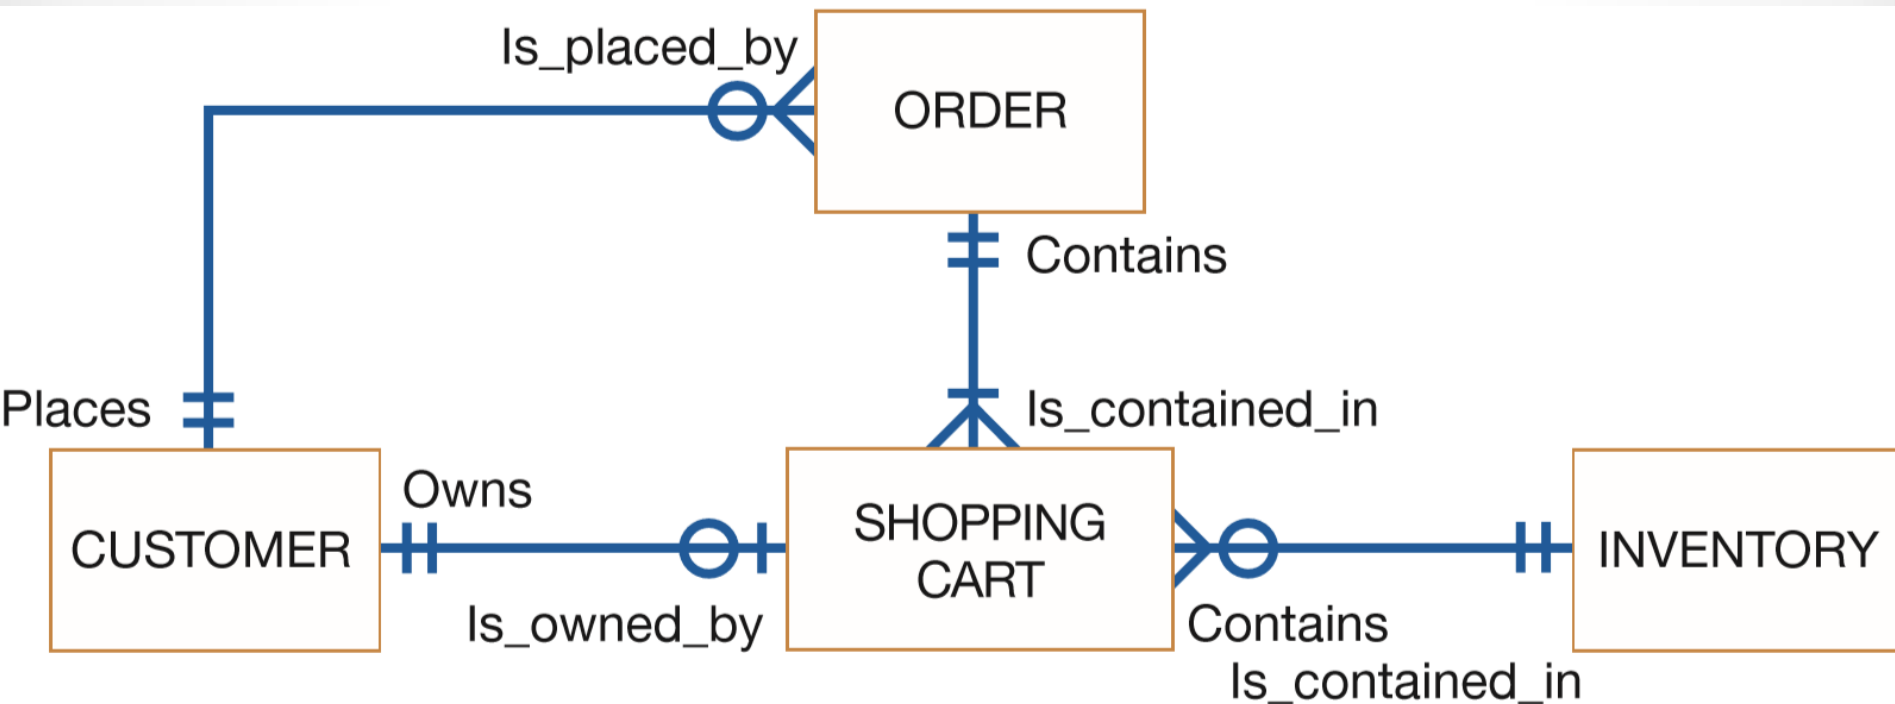 Is_placed_by
ORDER
Contains
Places
Is_contained_in
CUSTOMER
Owns
Is_owned_by
SHOPPING
CART
Contains
Is_contained_in
INVENTORY